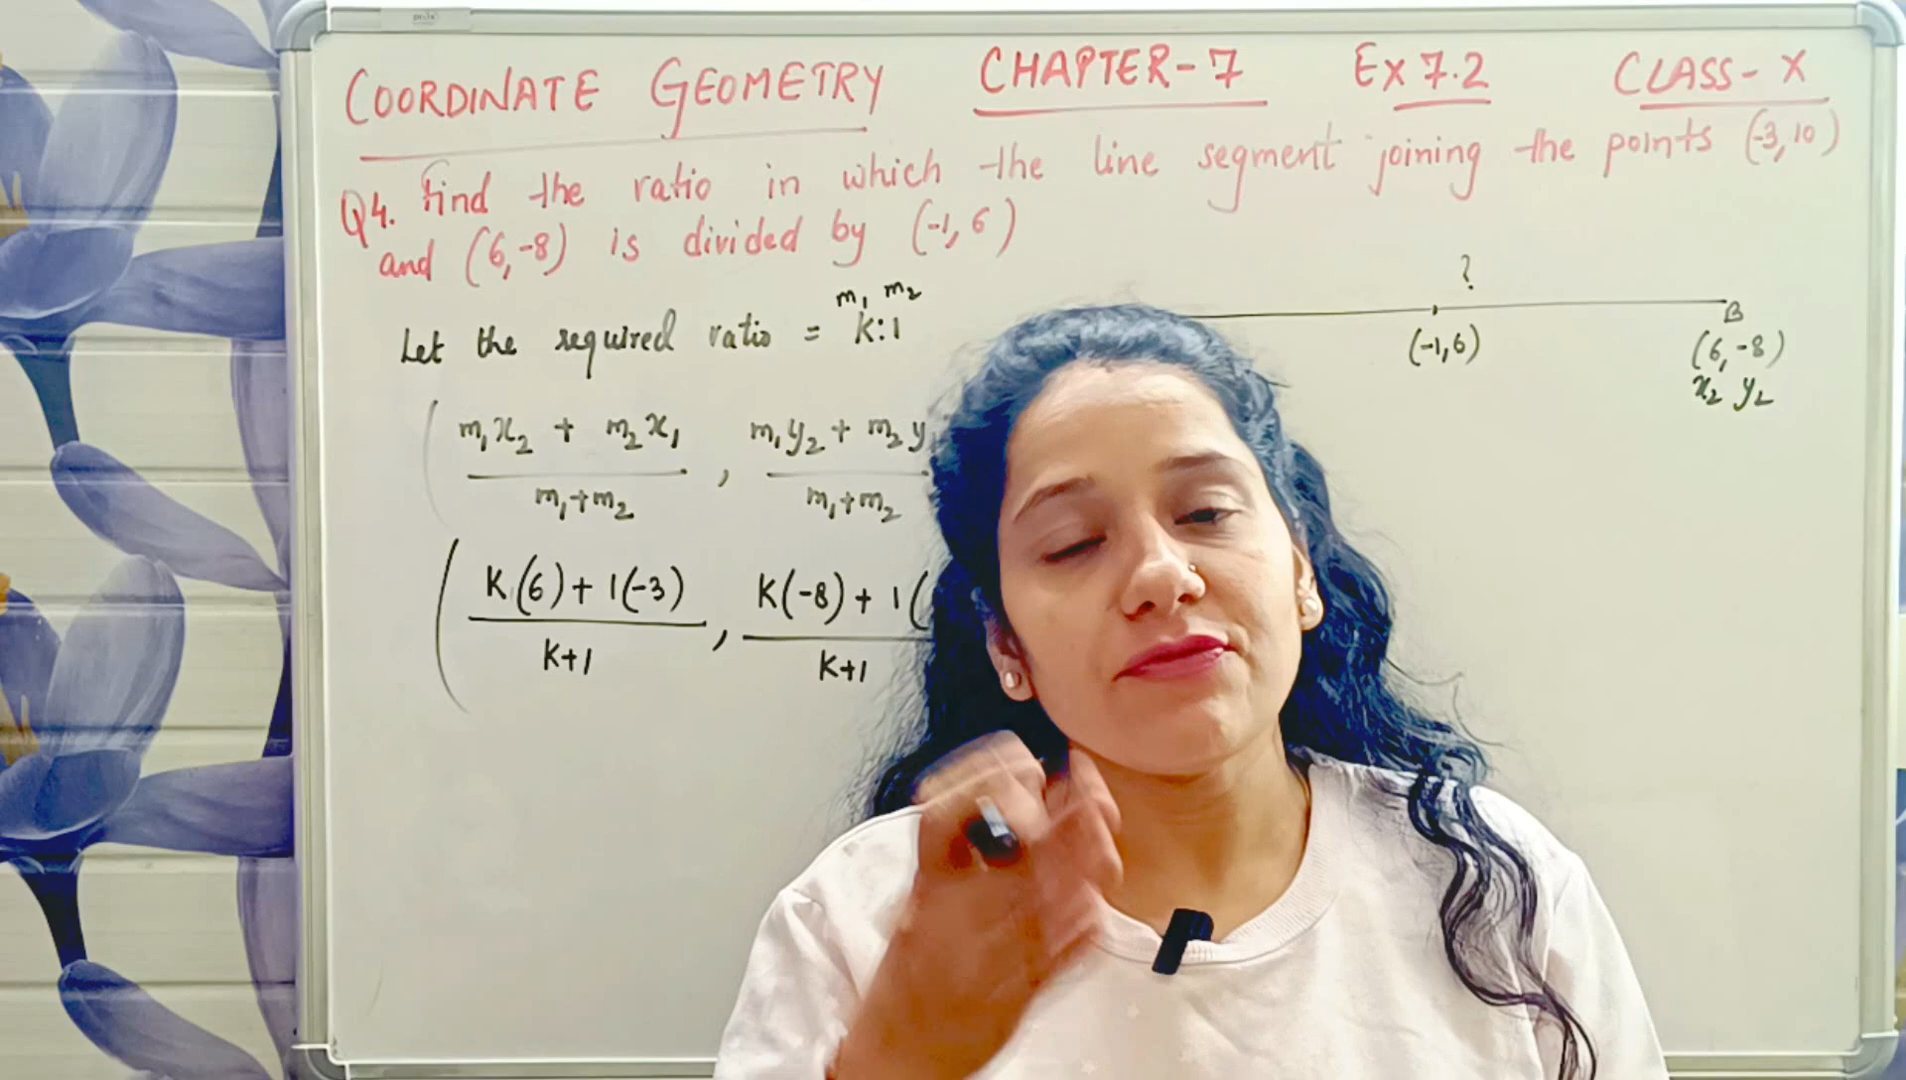 COORDINATE GEOMETRY CHAPTER-7 Ex 7.2 CLASS-X
Q4. Find the ratio in which the line segment joining the points (-3,10)
and (6,-8) is divided by (-1,6)
?
m₁ m₂
Let the required ratio = k:1
B
(-1,6) (6,-8)
x₂ y₂
( m₁x₂ + m₂x₁ , m₁y₂ + m₂y
m₁+m₂ m₁+m₂
( K(6)+ 1(-3) , K(-8)+ 1(
K+1 K+1